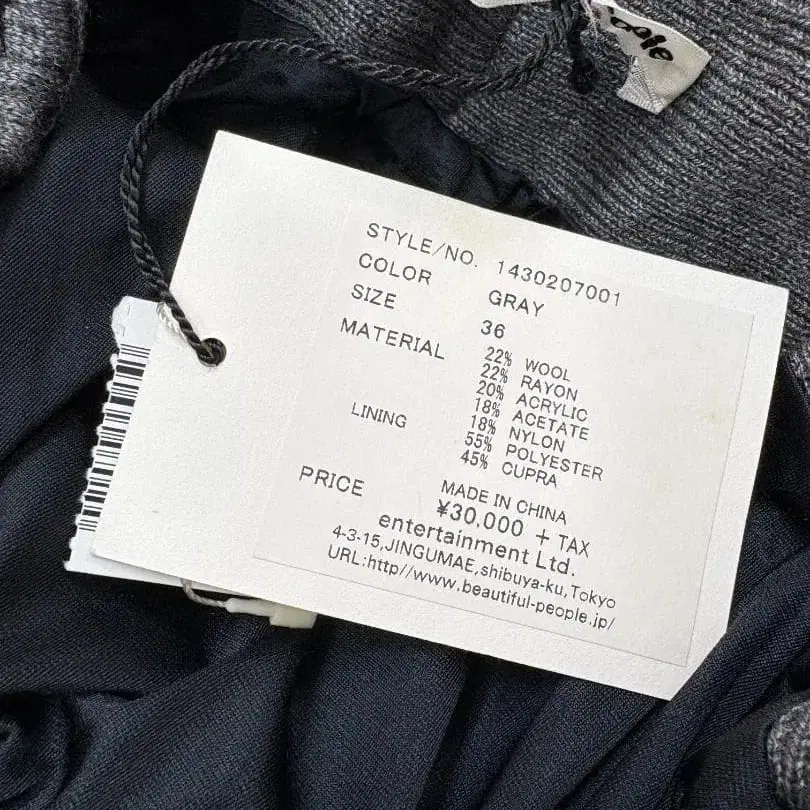 STYLE/NO. 1430207001
COLOR GRAY
SIZE 36
MATERIAL 22% WOOL
22% RAYON
20% ACRYLIC
18% ACETATE
18% NYLON
LINING 55% POLYESTER
45% CUPRA
MADE IN CHINA
PRICE ¥30,000 + TAX
entertainment Ltd.
4-3-15,JINGUMAE,shibuya-ku,Tokyo
URL:http//www.beautiful-people.jp/